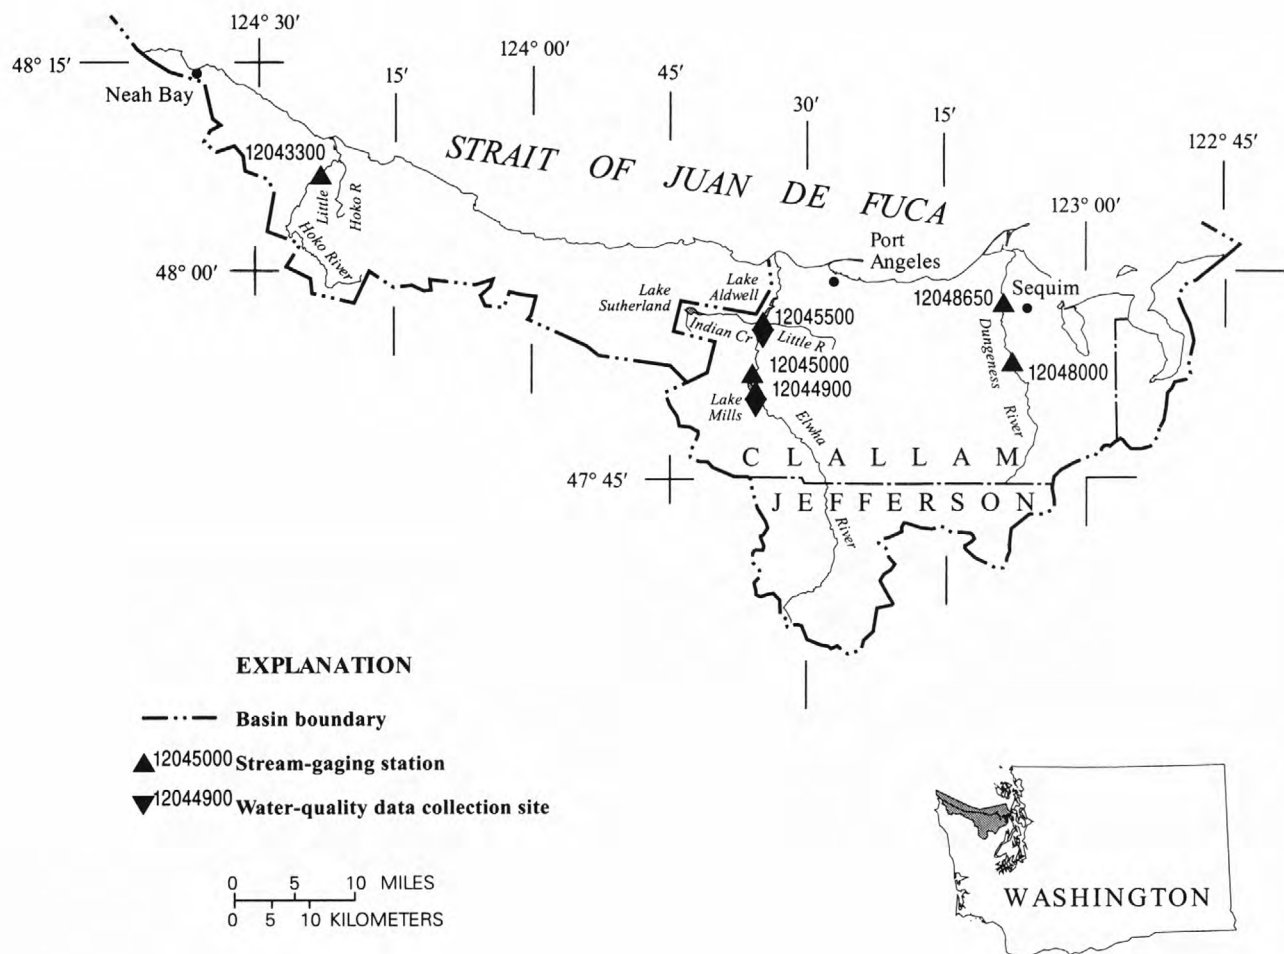 124° 30'
48° 15'
Neah Bay
15'
124° 00'
45'
30'
15'
122° 45'
STRAIT OF JUAN DE FUCA
12043300
Little
Hoko R
Hoko River
48° 00'
123° 00'
Port
Angeles
Lake
Aldwell
Lake
Sutherland
Sequim
12048650
12045500
Indian Cr
Little R
Dungeness
12045000
12048000
12044900
Lake
Mills
Elwha
River
CLALLAM
47° 45'
JEFFERSON
River
EXPLANATION
Basin boundary
12045000 Stream-gaging station
12044900 Water-quality data collection site
0 5 10 MILES
0 5 10 KILOMETERS
WASHINGTON